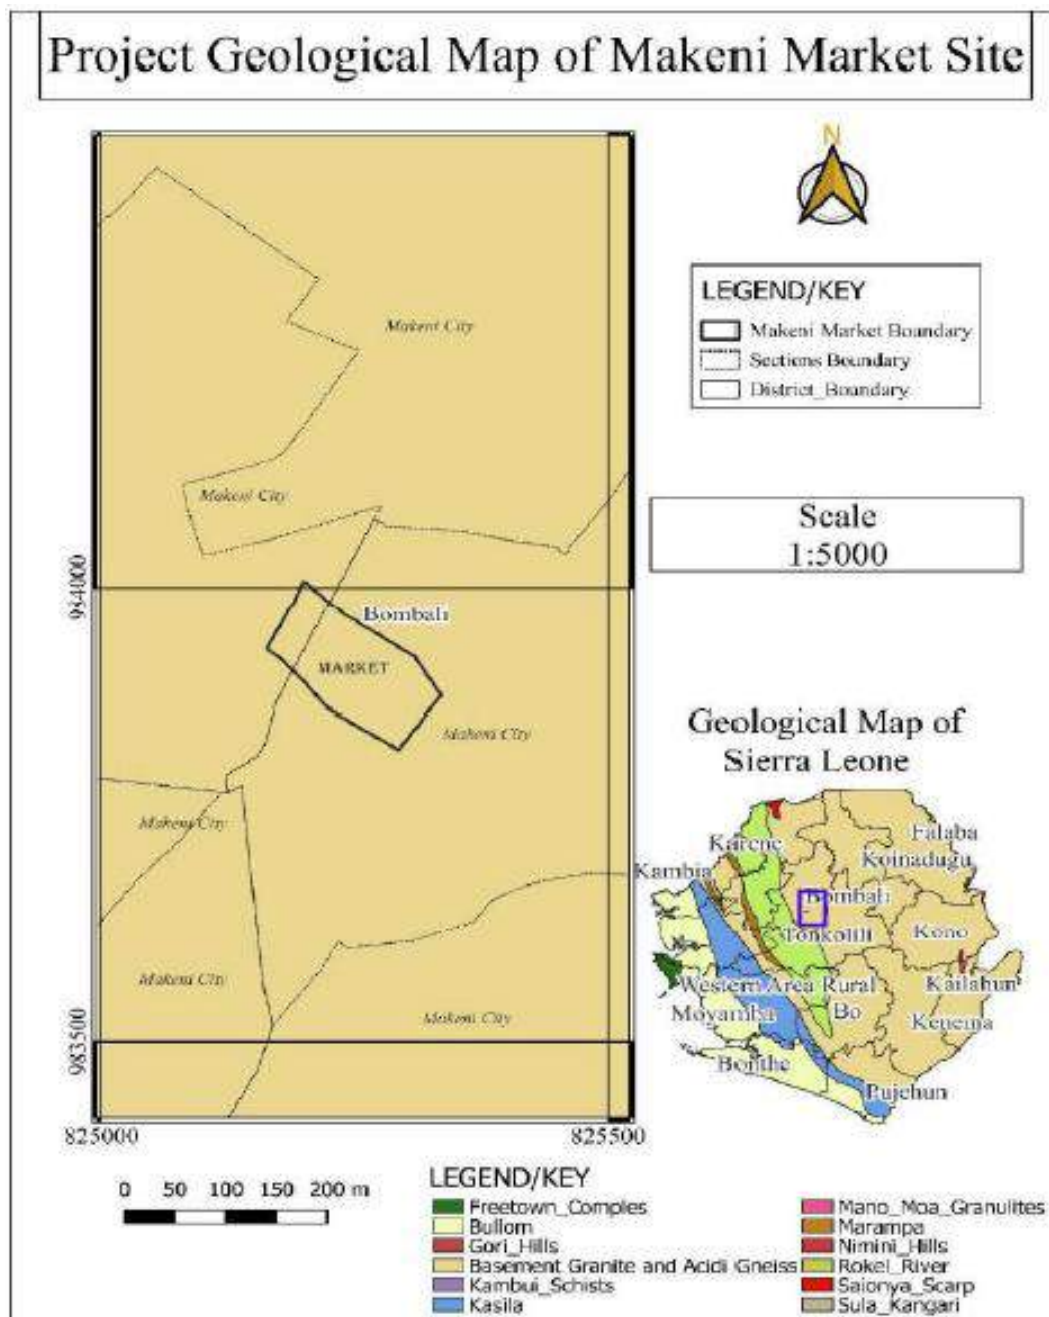 Project Geological Map of Makeni Market Site
N
LEGEND/KEY
Makeni Market Boundary
Sections Boundary
District_Boundary
Makeni City
Makeni City
Scale
1:5000
984000
Bombali
MARKET
Makeni City
Makeni City
Makeni City
Makeni City
983500
825000
825500
Geological Map of
Sierra Leone
Falaba
Karene
Koinadugu
Kambia
Bombali
Tonkolili
Kono
Western Area Rural
Kailahun
Moyamba
Bo
Kenema
Bonthe
Pujehun
0 50 100 150 200 m
LEGEND/KEY
Freetown_Comples
Bullom
Gori_Hills
Basement Granite and Acidi Gneiss
Kambui_Schists
Kasila
Mano_Moa_Granulites
Marampa
Nimini_Hills
Rokel_River
Saionya_Scarp
Sula_Kangari